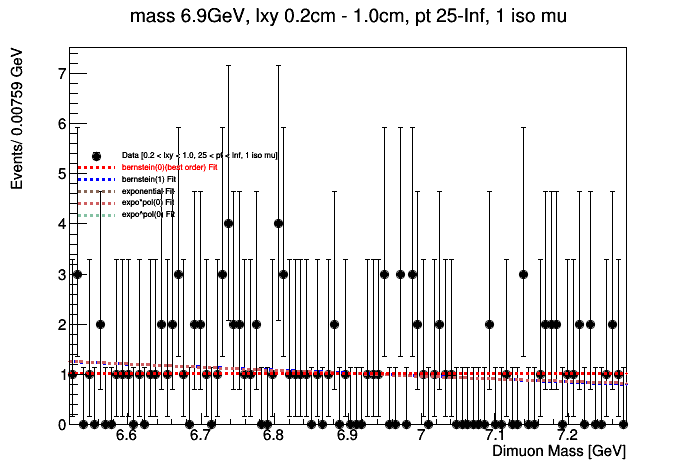 mass 6.9GeV, lxy 0.2cm - 1.0cm, pt 25-Inf, 1 iso mu
Events/ 0.00759 GeV
7
6
5
4
3
2
1
0
Data [0.2 < lxy < 1.0, 25 < pt < Inf, 1 iso mu]
bernstein(0)(best order) Fit
bernstein(1) Fit
exponential Fit
expo*pol(0) Fit
expo^pol(0) Fit
6.6 6.7 6.8 6.9 7 7.1 7.2
Dimuon Mass [GeV]